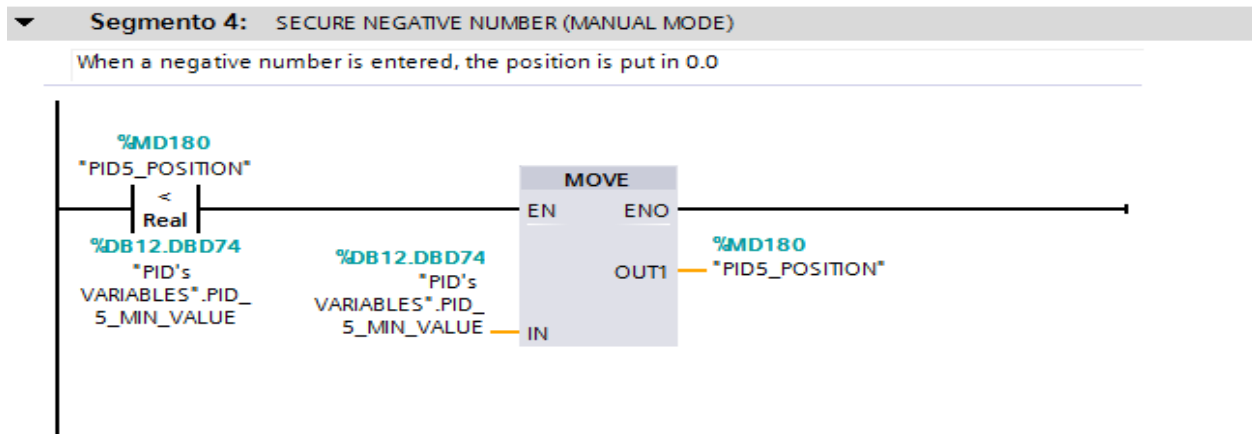 Segmento 4: SECURE NEGATIVE NUMBER (MANUAL MODE)
When a negative number is entered, the position is put in 0.0
%MD180
"PID5_POSITION"
<
Real
%DB12.DBD74
"PID's
VARIABLES".PID_
5_MIN_VALUE
MOVE
EN ENO
%DB12.DBD74
"PID's
VARIABLES".PID_
5_MIN_VALUE
IN
OUT1
%MD180
"PID5_POSITION"